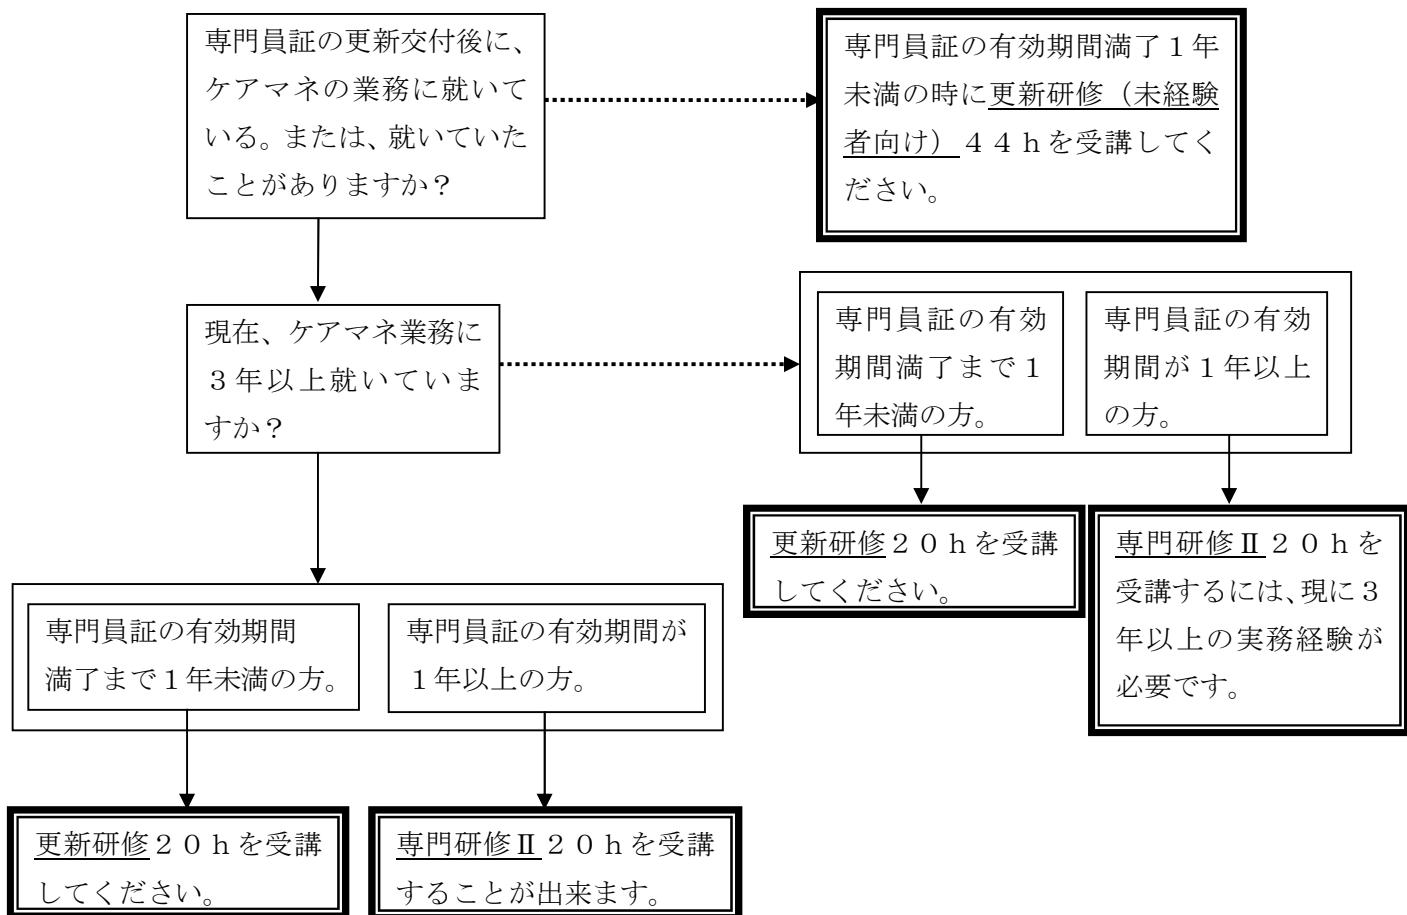 専門員証の更新交付後に、
ケアマネの業務に就いて
いる。または、就いていた
ことがありますか？
専門員証の有効期間満了１年
未満の時に更新研修（未経験
者向け）４４ｈを受講してく
ださい。
現在、ケアマネ業務に
３年以上就いていま
すか？
専門員証の有効
期間満了まで１
年未満の方。
専門員証の有効
期間が１年以上
の方。
更新研修２０ｈを受講
してください。
専門研修Ⅱ２０ｈを
受講するには、現に３
年以上の実務経験が
必要です。
専門員証の有効期間
満了まで１年未満の方。
専門員証の有効期間が
１年以上の方。
更新研修２０ｈを受講
してください。
専門研修Ⅱ２０ｈを受講
することが出来ます。